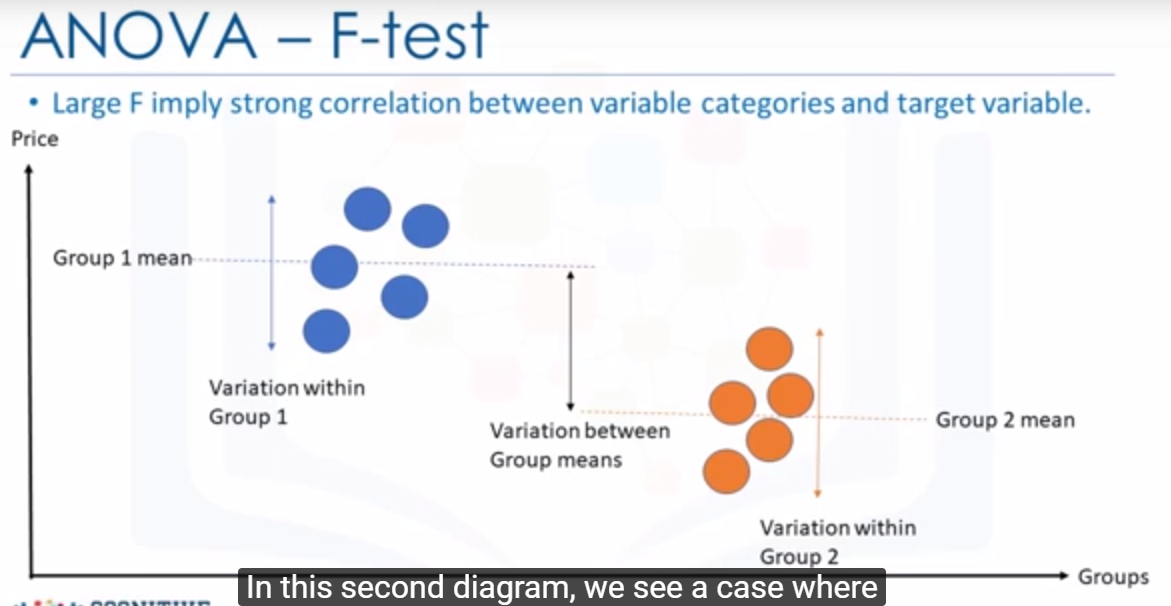 ANOVA – F-test
• Large F imply strong correlation between variable categories and target variable.
Price
Group 1 mean
Variation within
Group 1
Variation between
Group means
Group 2 mean
Variation within
Group 2
Groups
In this second diagram, we see a case where